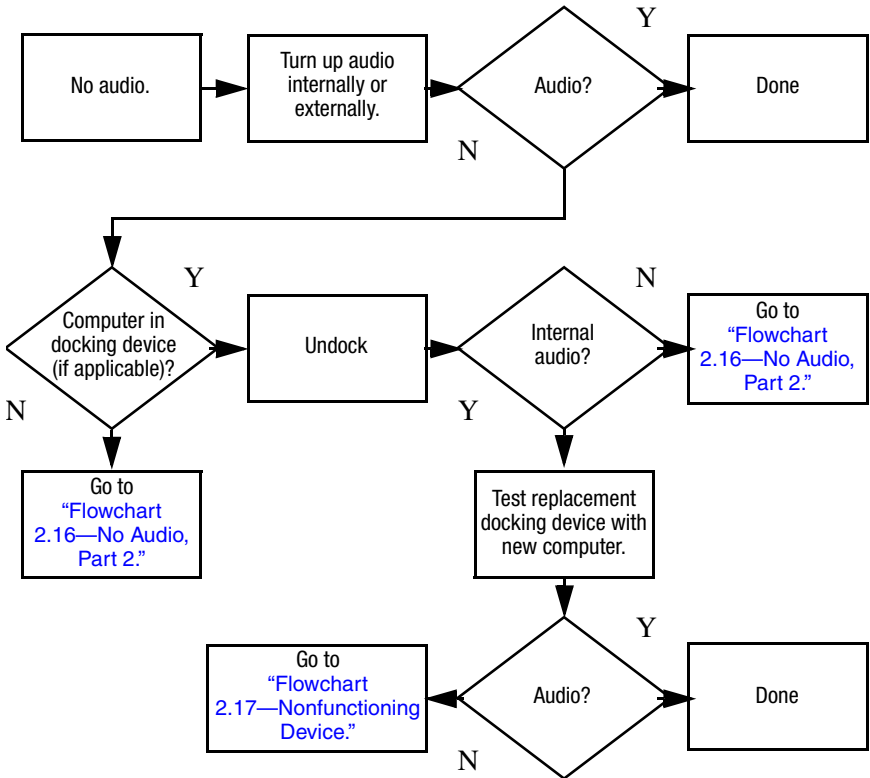 Y
No audio.
Turn up audio
internally or
externally.
Audio?
Done
N
Y
N
Computer in
docking device
(if applicable)?
Undock
Internal
audio?
Go to
“Flowchart
2.16—No Audio,
Part 2.”
N
Y
Go to
“Flowchart
2.16—No Audio,
Part 2.”
Test replacement
docking device with
new computer.
Y
Go to
“Flowchart
2.17—Nonfunctioning
Device.”
Audio?
Done
N